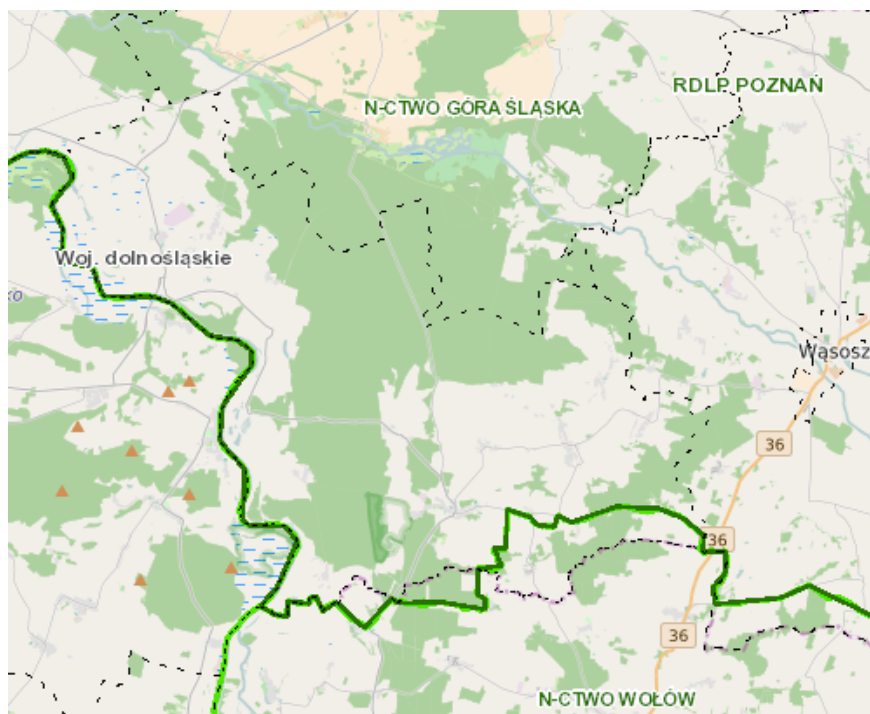 RDLP POZNAŃ
N-CTWO GÓRA ŚLĄSKA
Woj. dolnośląskie
Wąsosz
36
36
36
N-CTWO WOŁÓW